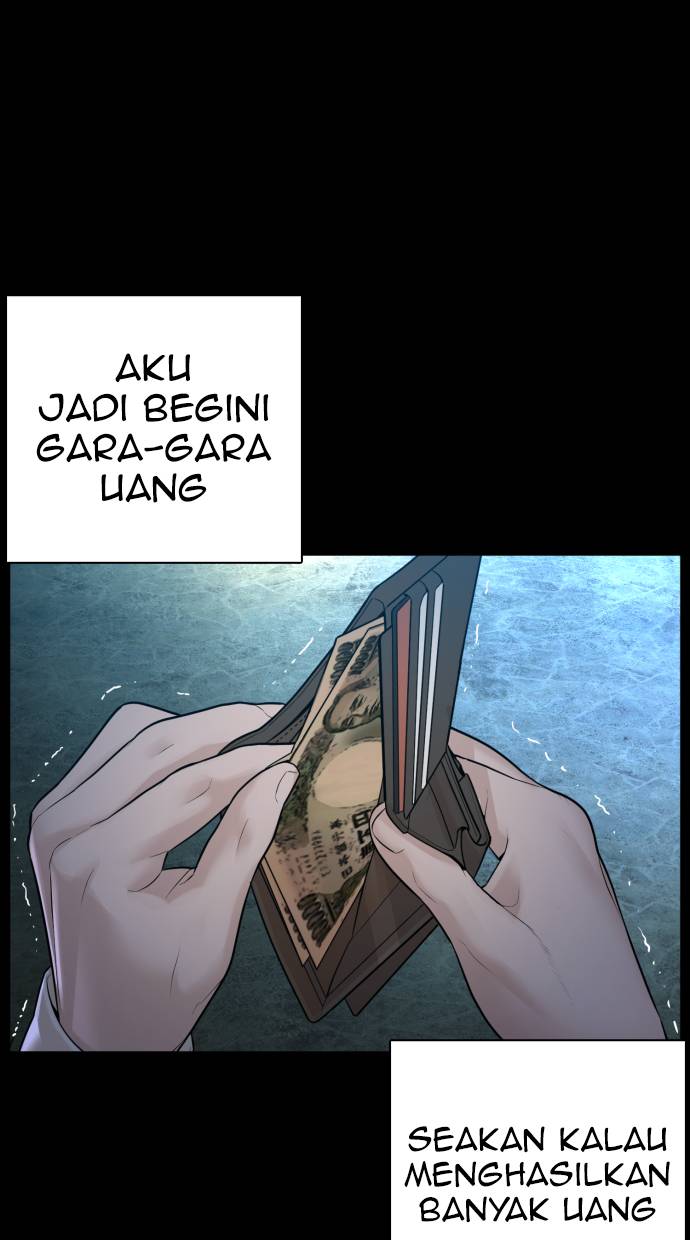 AKU
JADI BEGINI
GARA-GARA
UANG
SEAKAN KALAU
MENGHASILKAN
BANYAK UANG